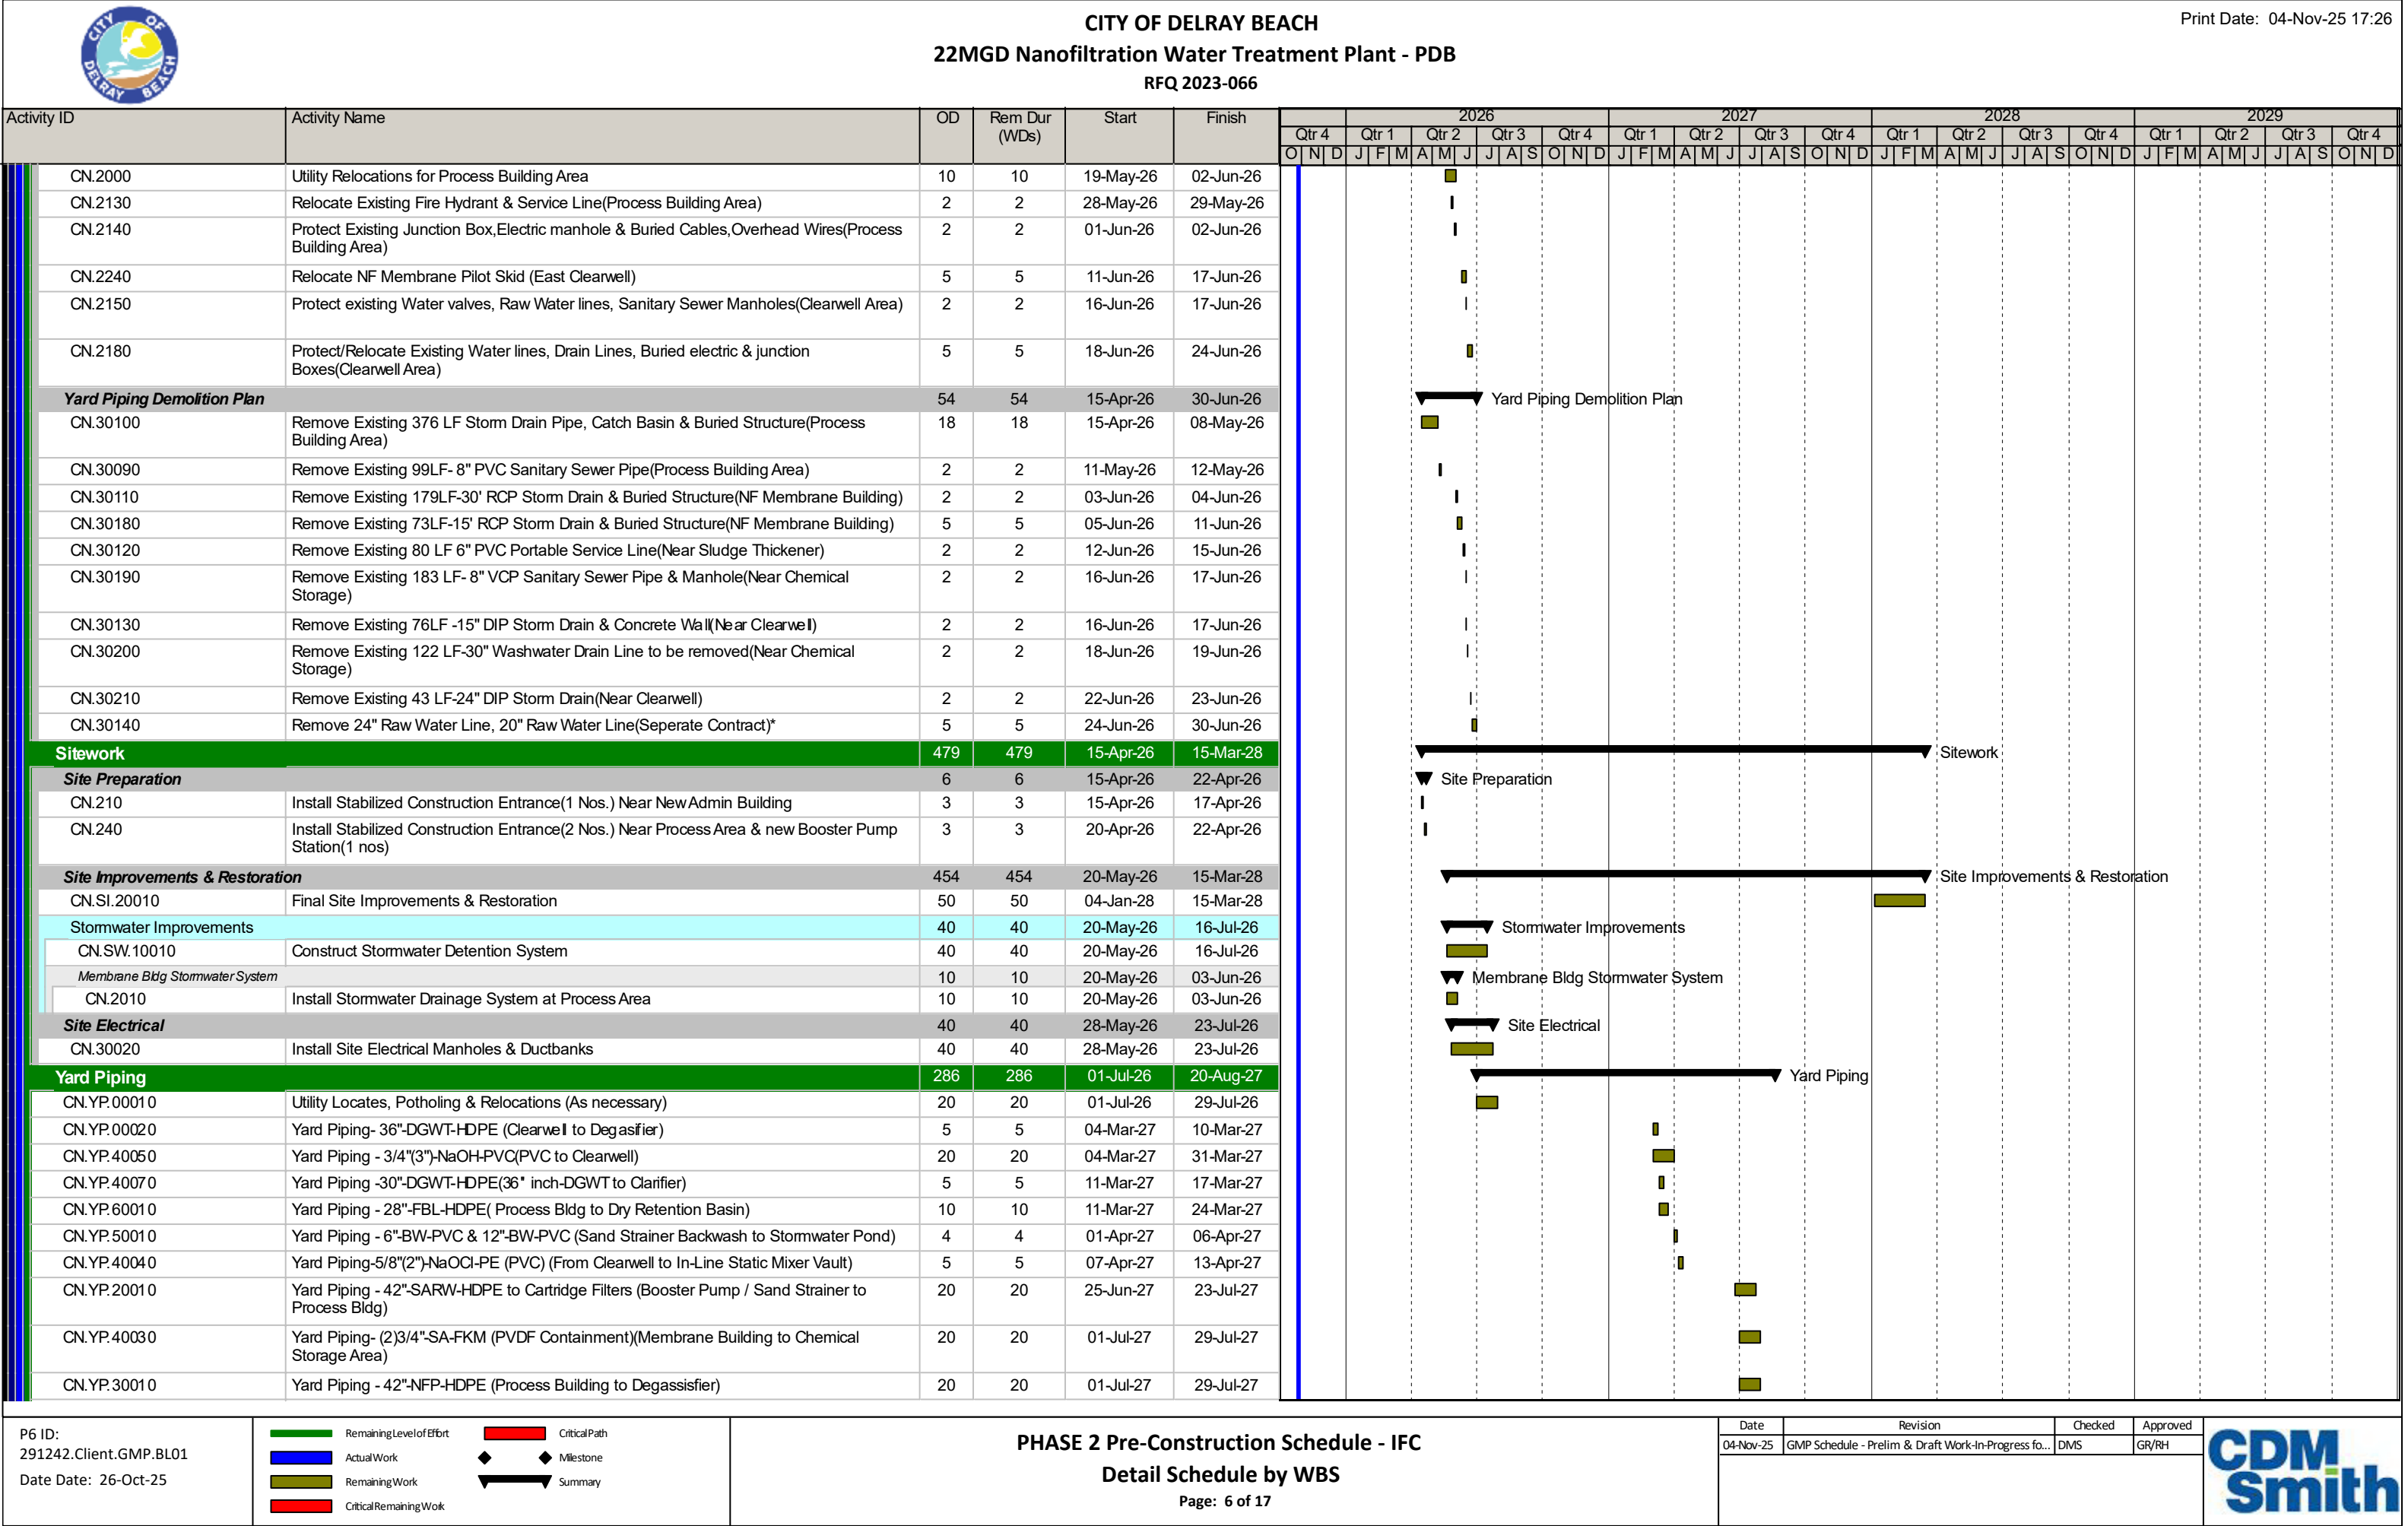 CITY OF DELRAY BEACH
CITY OF DELRAY BEACH
22MGD Nanofiltration Water Treatment Plant - PDB
RFQ 2023-066
Print Date: 04-Nov-25 17:26
Activity ID Activity Name OD Rem Dur (WDs) Start Finish
2026 2027 2028 2029
Qtr 4 Qtr 1 Qtr 2 Qtr 3 Qtr 4 Qtr 1 Qtr 2 Qtr 3 Qtr 4 Qtr 1 Qtr 2 Qtr 3 Qtr 4 Qtr 1 Qtr 2 Qtr 3 Qtr 4
O N D J F M A M J J A S O N D J F M A M J J A S O N D J F M A M J J A S O N D J F M A M J J A S O N D
CN.2000 Utility Relocations for Process Building Area 10 10 19-May-26 02-Jun-26
CN.2130 Relocate Existing Fire Hydrant & Service Line(Process Building Area) 2 2 28-May-26 29-May-26
CN.2140 Protect Existing Junction Box,Electric manhole & Buried Cables,Overhead Wires(Process 2 2 01-Jun-26 02-Jun-26
Building Area)
CN.2240 Relocate NF Membrane Pilot Skid (East Clearwell) 5 5 11-Jun-26 17-Jun-26
CN.2150 Protect existing Water valves, Raw Water lines, Sanitary Sewer Manholes(Clearwell Area) 2 2 16-Jun-26 17-Jun-26
CN.2180 Protect/Relocate Existing Water lines, Drain Lines, Buried electric & junction 5 5 18-Jun-26 24-Jun-26
Boxes(Clearwell Area)
Yard Piping Demolition Plan 54 54 15-Apr-26 30-Jun-26 Yard Piping Demolition Plan
CN.30100 Remove Existing 376 LF Storm Drain Pipe, Catch Basin & Buried Structure(Process 18 18 15-Apr-26 08-May-26
Building Area)
CN.30090 Remove Existing 99LF- 8" PVC Sanitary Sewer Pipe(Process Building Area) 2 2 11-May-26 12-May-26
CN.30110 Remove Existing 179LF-30' RCP Storm Drain & Buried Structure(NF Membrane Building) 2 2 03-Jun-26 04-Jun-26
CN.30180 Remove Existing 73LF-15' RCP Storm Drain & Buried Structure(NF Membrane Building) 5 5 05-Jun-26 11-Jun-26
CN.30120 Remove Existing 80 LF 6" PVC Portable Service Line(Near Sludge Thickener) 2 2 12-Jun-26 15-Jun-26
CN.30190 Remove Existing 183 LF- 8" VCP Sanitary Sewer Pipe & Manhole(Near Chemical 2 2 16-Jun-26 17-Jun-26
Storage)
CN.30130 Remove Existing 76LF -15" DIP Storm Drain & Concrete Wall(Near Clearwell) 2 2 16-Jun-26 17-Jun-26
CN.30200 Remove Existing 122 LF-30" Washwater Drain Line to be removed(Near Chemical 2 2 18-Jun-26 19-Jun-26
Storage)
CN.30210 Remove Existing 43 LF-24" DIP Storm Drain(Near Clearwell) 2 2 22-Jun-26 23-Jun-26
CN.30140 Remove 24" Raw Water Line, 20" Raw Water Line(Seperate Contract)* 5 5 24-Jun-26 30-Jun-26
Sitework 479 479 15-Apr-26 15-Mar-28 Sitework
Site Preparation 6 6 15-Apr-26 22-Apr-26 Site Preparation
CN.210 Install Stabilized Construction Entrance(1 Nos.) Near New Admin Building 3 3 15-Apr-26 17-Apr-26
CN.240 Install Stabilized Construction Entrance(2 Nos.) Near Process Area & new Booster Pump 3 3 20-Apr-26 22-Apr-26
Station(1 nos)
Site Improvements & Restoration 454 454 20-May-26 15-Mar-28 Site Improvements & Restoration
CN.SI.20010 Final Site Improvements & Restoration 50 50 04-Jan-28 15-Mar-28
Stormwater Improvements 40 40 20-May-26 16-Jul-26 Stormwater Improvements
CN.SW.10010 Construct Stormwater Detention System 40 40 20-May-26 16-Jul-26
Membrane Bldg Stormwater System 10 10 20-May-26 03-Jun-26 Membrane Bldg Stormwater System
CN.2010 Install Stormwater Drainage System at Process Area 10 10 20-May-26 03-Jun-26
Site Electrical 40 40 28-May-26 23-Jul-26 Site Electrical
CN.30020 Install Site Electrical Manholes & Ductbanks 40 40 28-May-26 23-Jul-26
Yard Piping 286 286 01-Jul-26 20-Aug-27 Yard Piping
CN.YP.00010 Utility Locates, Potholing & Relocations (As necessary) 20 20 01-Jul-26 29-Jul-26
CN.YP.00020 Yard Piping- 36"-DGWT-HDPE (Clearwell to Degasifier) 5 5 04-Mar-27 10-Mar-27
CN.YP.40050 Yard Piping - 3/4"(3")-NaOH-PVC(PVC to Clearwell) 20 20 04-Mar-27 31-Mar-27
CN.YP.40070 Yard Piping -30"-DGWT-HDPE(36" inch-DGWT to Clarifier) 5 5 11-Mar-27 17-Mar-27
CN.YP.60010 Yard Piping - 28"-FBL-HDPE( Process Bldg to Dry Retention Basin) 10 10 11-Mar-27 24-Mar-27
CN.YP.50010 Yard Piping - 6"-BW-PVC & 12"-BW-PVC (Sand Strainer Backwash to Stormwater Pond) 4 4 01-Apr-27 06-Apr-27
CN.YP.40040 Yard Piping-5/8"(2")-NaOCl-PE (PVC) (From Clearwell to In-Line Static Mixer Vault) 5 5 07-Apr-27 13-Apr-27
CN.YP.20010 Yard Piping - 42"-SARW-HDPE to Cartridge Filters (Booster Pump / Sand Strainer to 20 20 25-Jun-27 23-Jul-27
Process Bldg)
CN.YP.40030 Yard Piping- (2)3/4"-SA-FKM (PVDF Containment)(Membrane Building to Chemical 20 20 01-Jul-27 29-Jul-27
Storage Area)
CN.YP.30010 Yard Piping - 42"-NFP-HDPE (Process Building to Degassisfier) 20 20 01-Jul-27 29-Jul-27
P6 ID:
291242.Client.GMP.BL01
Date Date: 26-Oct-25
Remaining Level of Effort Critical Path
Actual Work Milestone
Remaining Work Summary
Critical Remaining Work
PHASE 2 Pre-Construction Schedule - IFC
Detail Schedule by WBS
Page: 6 of 17
Date Revision Checked Approved
04-Nov-25 GMP Schedule - Prelim & Draft Work-In-Progress fo... DMS GR/RH
CDM
Smith